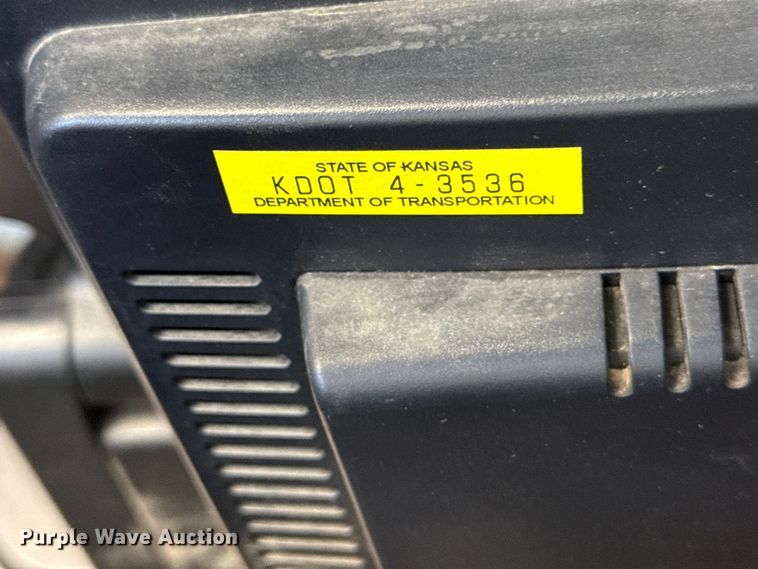 STATE OF KANSAS
KDOT 4-3536
DEPARTMENT OF TRANSPORTATION
Purple Wave Auction